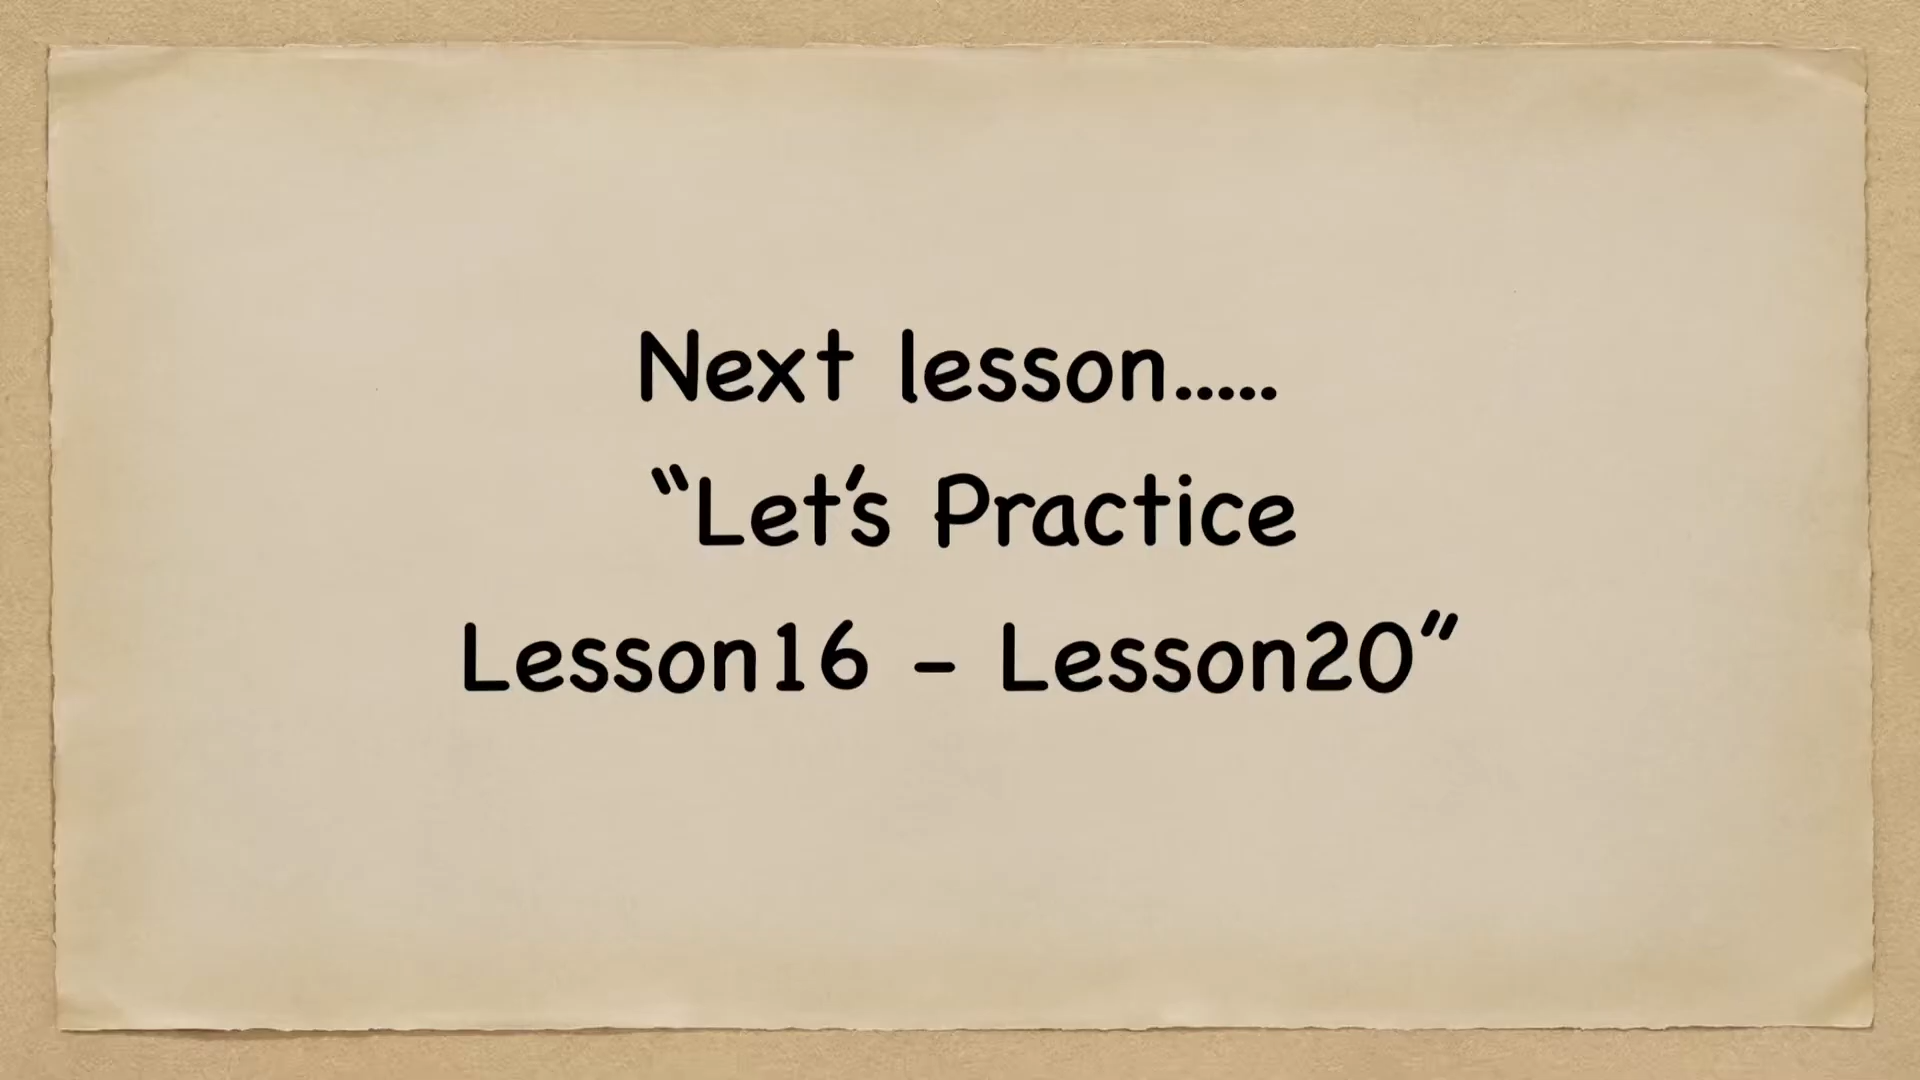 Next lesson.....
“Let’s Practice
Lesson16 - Lesson20”